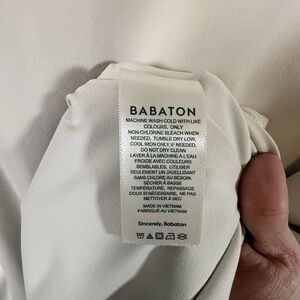 BABATON
MACHINE WASH COLD WITH LIKE
COLOURS, ONLY
NON-CHLORINE BLEACH WHEN
NEEDED, TUMBLE DRY LOW,
COOL IRON ONLY IF NEEDED,
DO NOT DRY CLEAN
LAVER À LA MACHINE À L'EAU
FROIDE AVEC COULEURS
SEMBLABLES, UTILISER
SEULEMENT UN JAVELLISANT
SANS CHLORE AU BESOIN,
SÉCHER À BASSE
TEMPÉRATURE, REPASSAGE
DOUX SI NÉCESSAIRE, NE PAS
NETTOYER À SEC
MADE IN VIETNAM
FABRIQUÉ AU VIETNAM
Sincerely, Babaton